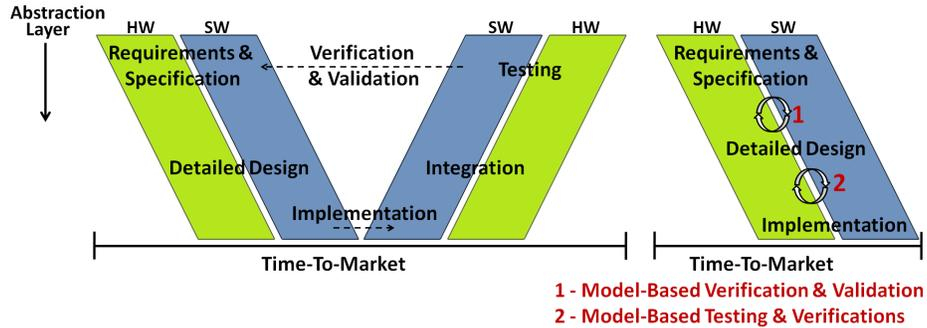 Abstraction
Layer
HW
SW
Requirements &
Specification
Detailed Design
Implementation
Verification
& Validation
SW
HW
Testing
Integration
Time-To-Market
HW
SW
Requirements &
Specification
1
Detailed Design
2
Implementation
Time-To-Market
1 - Model-Based Verification & Validation
2 - Model-Based Testing & Verifications